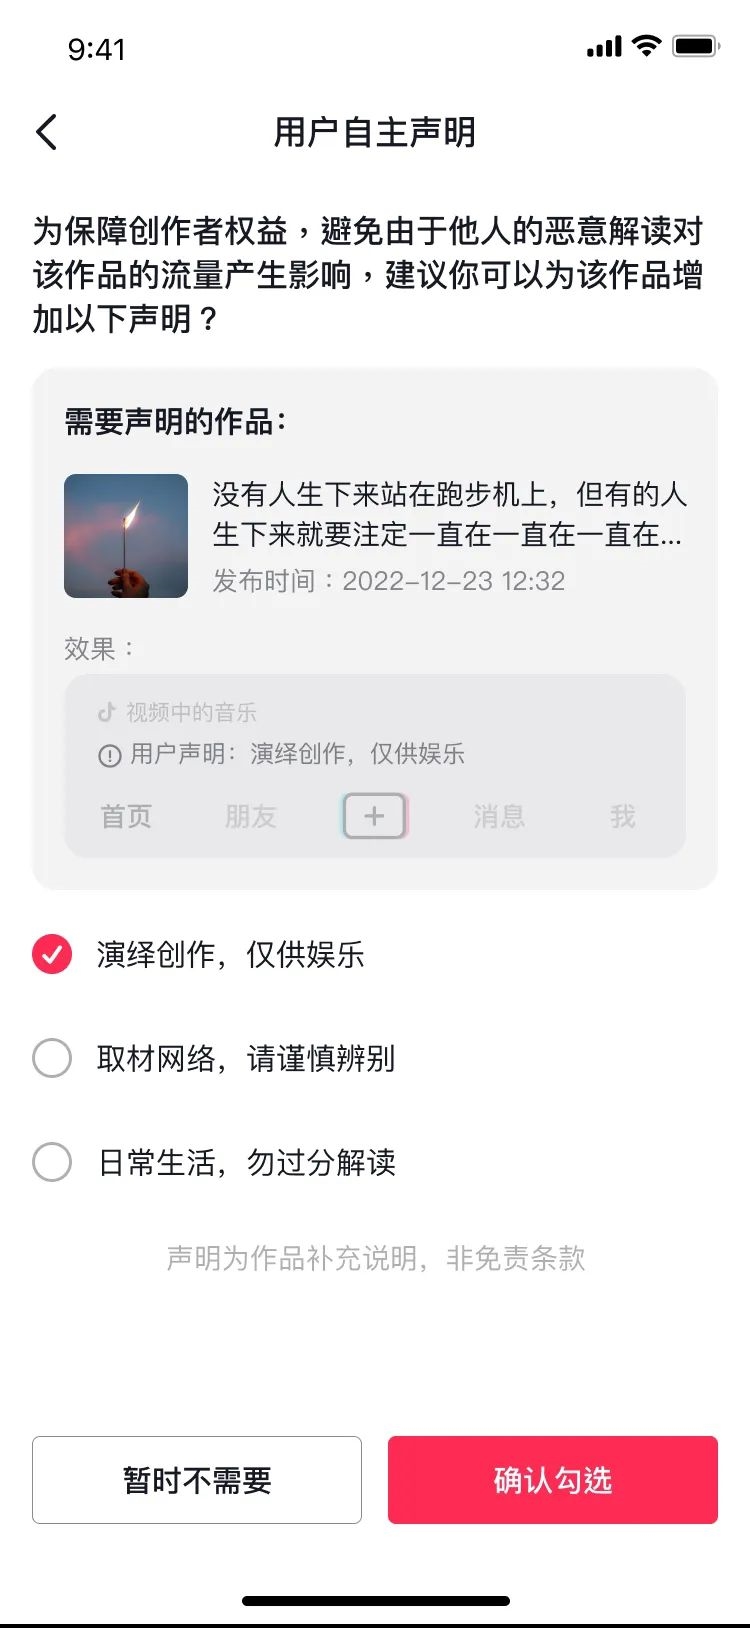 9:41
用户自主声明
为保障创作者权益，避免由于他人的恶意解读对
该作品的流量产生影响，建议你可以为该作品增
加以下声明？
需要声明的作品：
没有人生下来站在跑步机上，但有的人
生下来就要注定一直在一直在一直在...
发布时间：2022-12-23 12:32
效果：
视频中的音乐
用户声明：演绎创作，仅供娱乐
首页 朋友 + 消息 我
演绎创作，仅供娱乐
取材网络，请谨慎辨别
日常生活，勿过分解读
声明为作品补充说明，非免责条款
暂时不需要 确认勾选